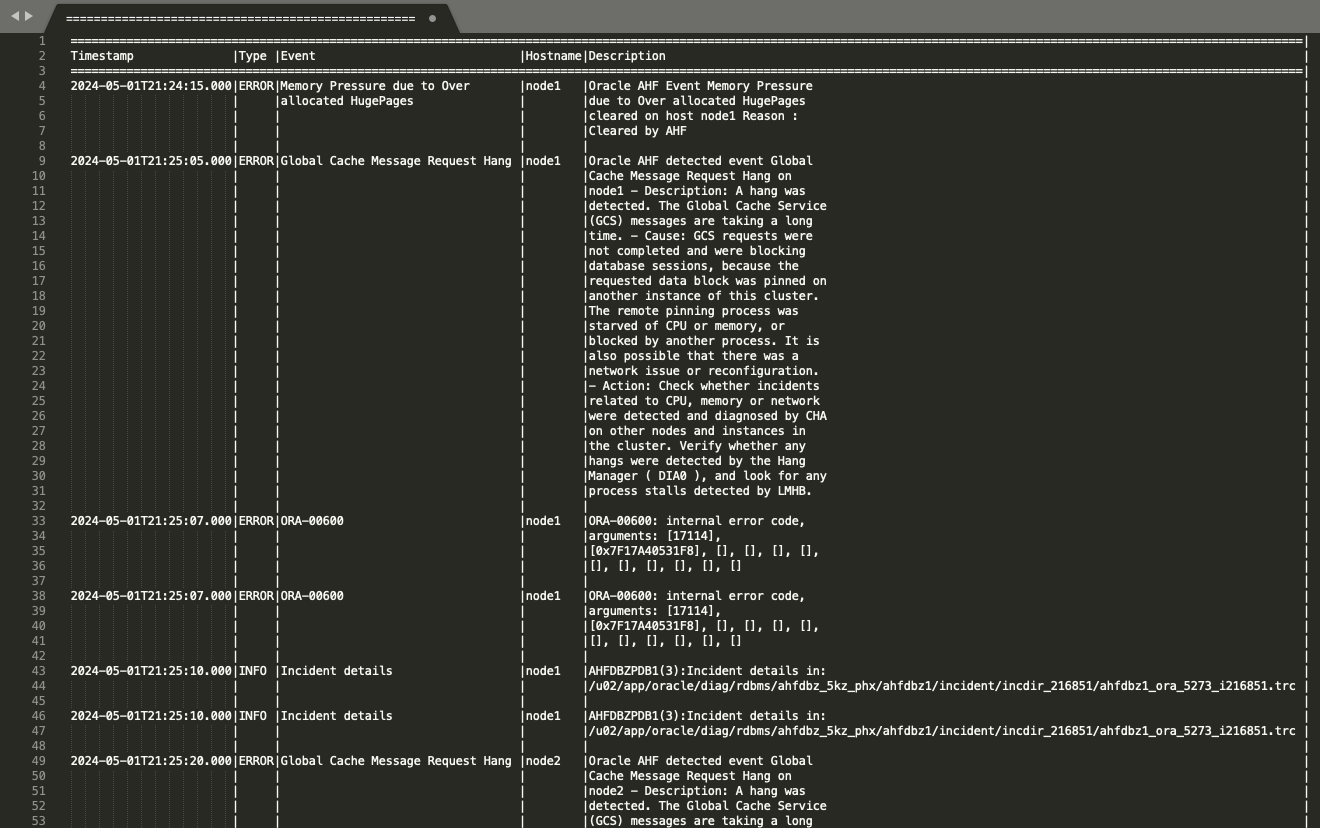 ==================================================
1 ================================================================================|
2 Timestamp |Type |Event |Hostname|Description |
3 ================================================================================|
4 2024-05-01T21:24:15.000|ERROR|Memory Pressure due to Over |node1 |Oracle AHF Event Memory Pressure |
5 | |allocated HugePages | |due to Over allocated HugePages |
6 | | | |cleared on host node1 Reason : |
7 | | | |Cleared by AHF |
8 | | | | |
9 2024-05-01T21:25:05.000|ERROR|Global Cache Message Request Hang |node1 |Oracle AHF detected event Global |
10 | | | |Cache Message Request Hang on |
11 | | | |node1 – Description: A hang was |
12 | | | |detected. The Global Cache Service |
13 | | | |(GCS) messages are taking a long |
14 | | | |time. – Cause: GCS requests were |
15 | | | |not completed and were blocking |
16 | | | |database sessions, because the |
17 | | | |requested data block was pinned on |
18 | | | |another instance of this cluster. |
19 | | | |The remote pinning process was |
20 | | | |starved of CPU or memory, or |
21 | | | |blocked by another process. It is |
22 | | | |also possible that there was a |
23 | | | |network issue or reconfiguration. |
24 | | | |– Action: Check whether incidents |
25 | | | |related to CPU, memory or network |
26 | | | |were detected and diagnosed by CHA |
27 | | | |on other nodes and instances in |
28 | | | |the cluster. Verify whether any |
29 | | | |hangs were detected by the Hang |
30 | | | |Manager ( DIA0 ), and look for any |
31 | | | |process stalls detected by LMHB. |
32 | | | | |
33 2024-05-01T21:25:07.000|ERROR|ORA-00600 |node1 |ORA-00600: internal error code, |
34 | | | |arguments: [17114], |
35 | | | |[0x7F17A40531F8], [], [], [], [], |
36 | | | |[], [], [], [], [], [] |
37 | | | | |
38 2024-05-01T21:25:07.000|ERROR|ORA-00600 |node1 |ORA-00600: internal error code, |
39 | | | |arguments: [17114], |
40 | | | |[0x7F17A40531F8], [], [], [], [], |
41 | | | |[], [], [], [], [], [] |
42 | | | | |
43 2024-05-01T21:25:10.000|INFO |Incident details |node1 |AHFDBZPDB1(3):Incident details in: |
44 | | | |/u02/app/oracle/diag/rdbms/ahfdbz_5kz_phx/ahfdbz1/incident/incdir_216851/ahfdbz1_ora_5273_i216851.trc |
45 | | | | |
46 2024-05-01T21:25:10.000|INFO |Incident details |node1 |AHFDBZPDB1(3):Incident details in: |
47 | | | |/u02/app/oracle/diag/rdbms/ahfdbz_5kz_phx/ahfdbz1/incident/incdir_216851/ahfdbz1_ora_5273_i216851.trc |
48 | | | | |
49 2024-05-01T21:25:20.000|ERROR|Global Cache Message Request Hang |node2 |Oracle AHF detected event Global |
50 | | | |Cache Message Request Hang on |
51 | | | |node2 – Description: A hang was |
52 | | | |detected. The Global Cache Service |
53 | | | |(GCS) messages are taking a long |